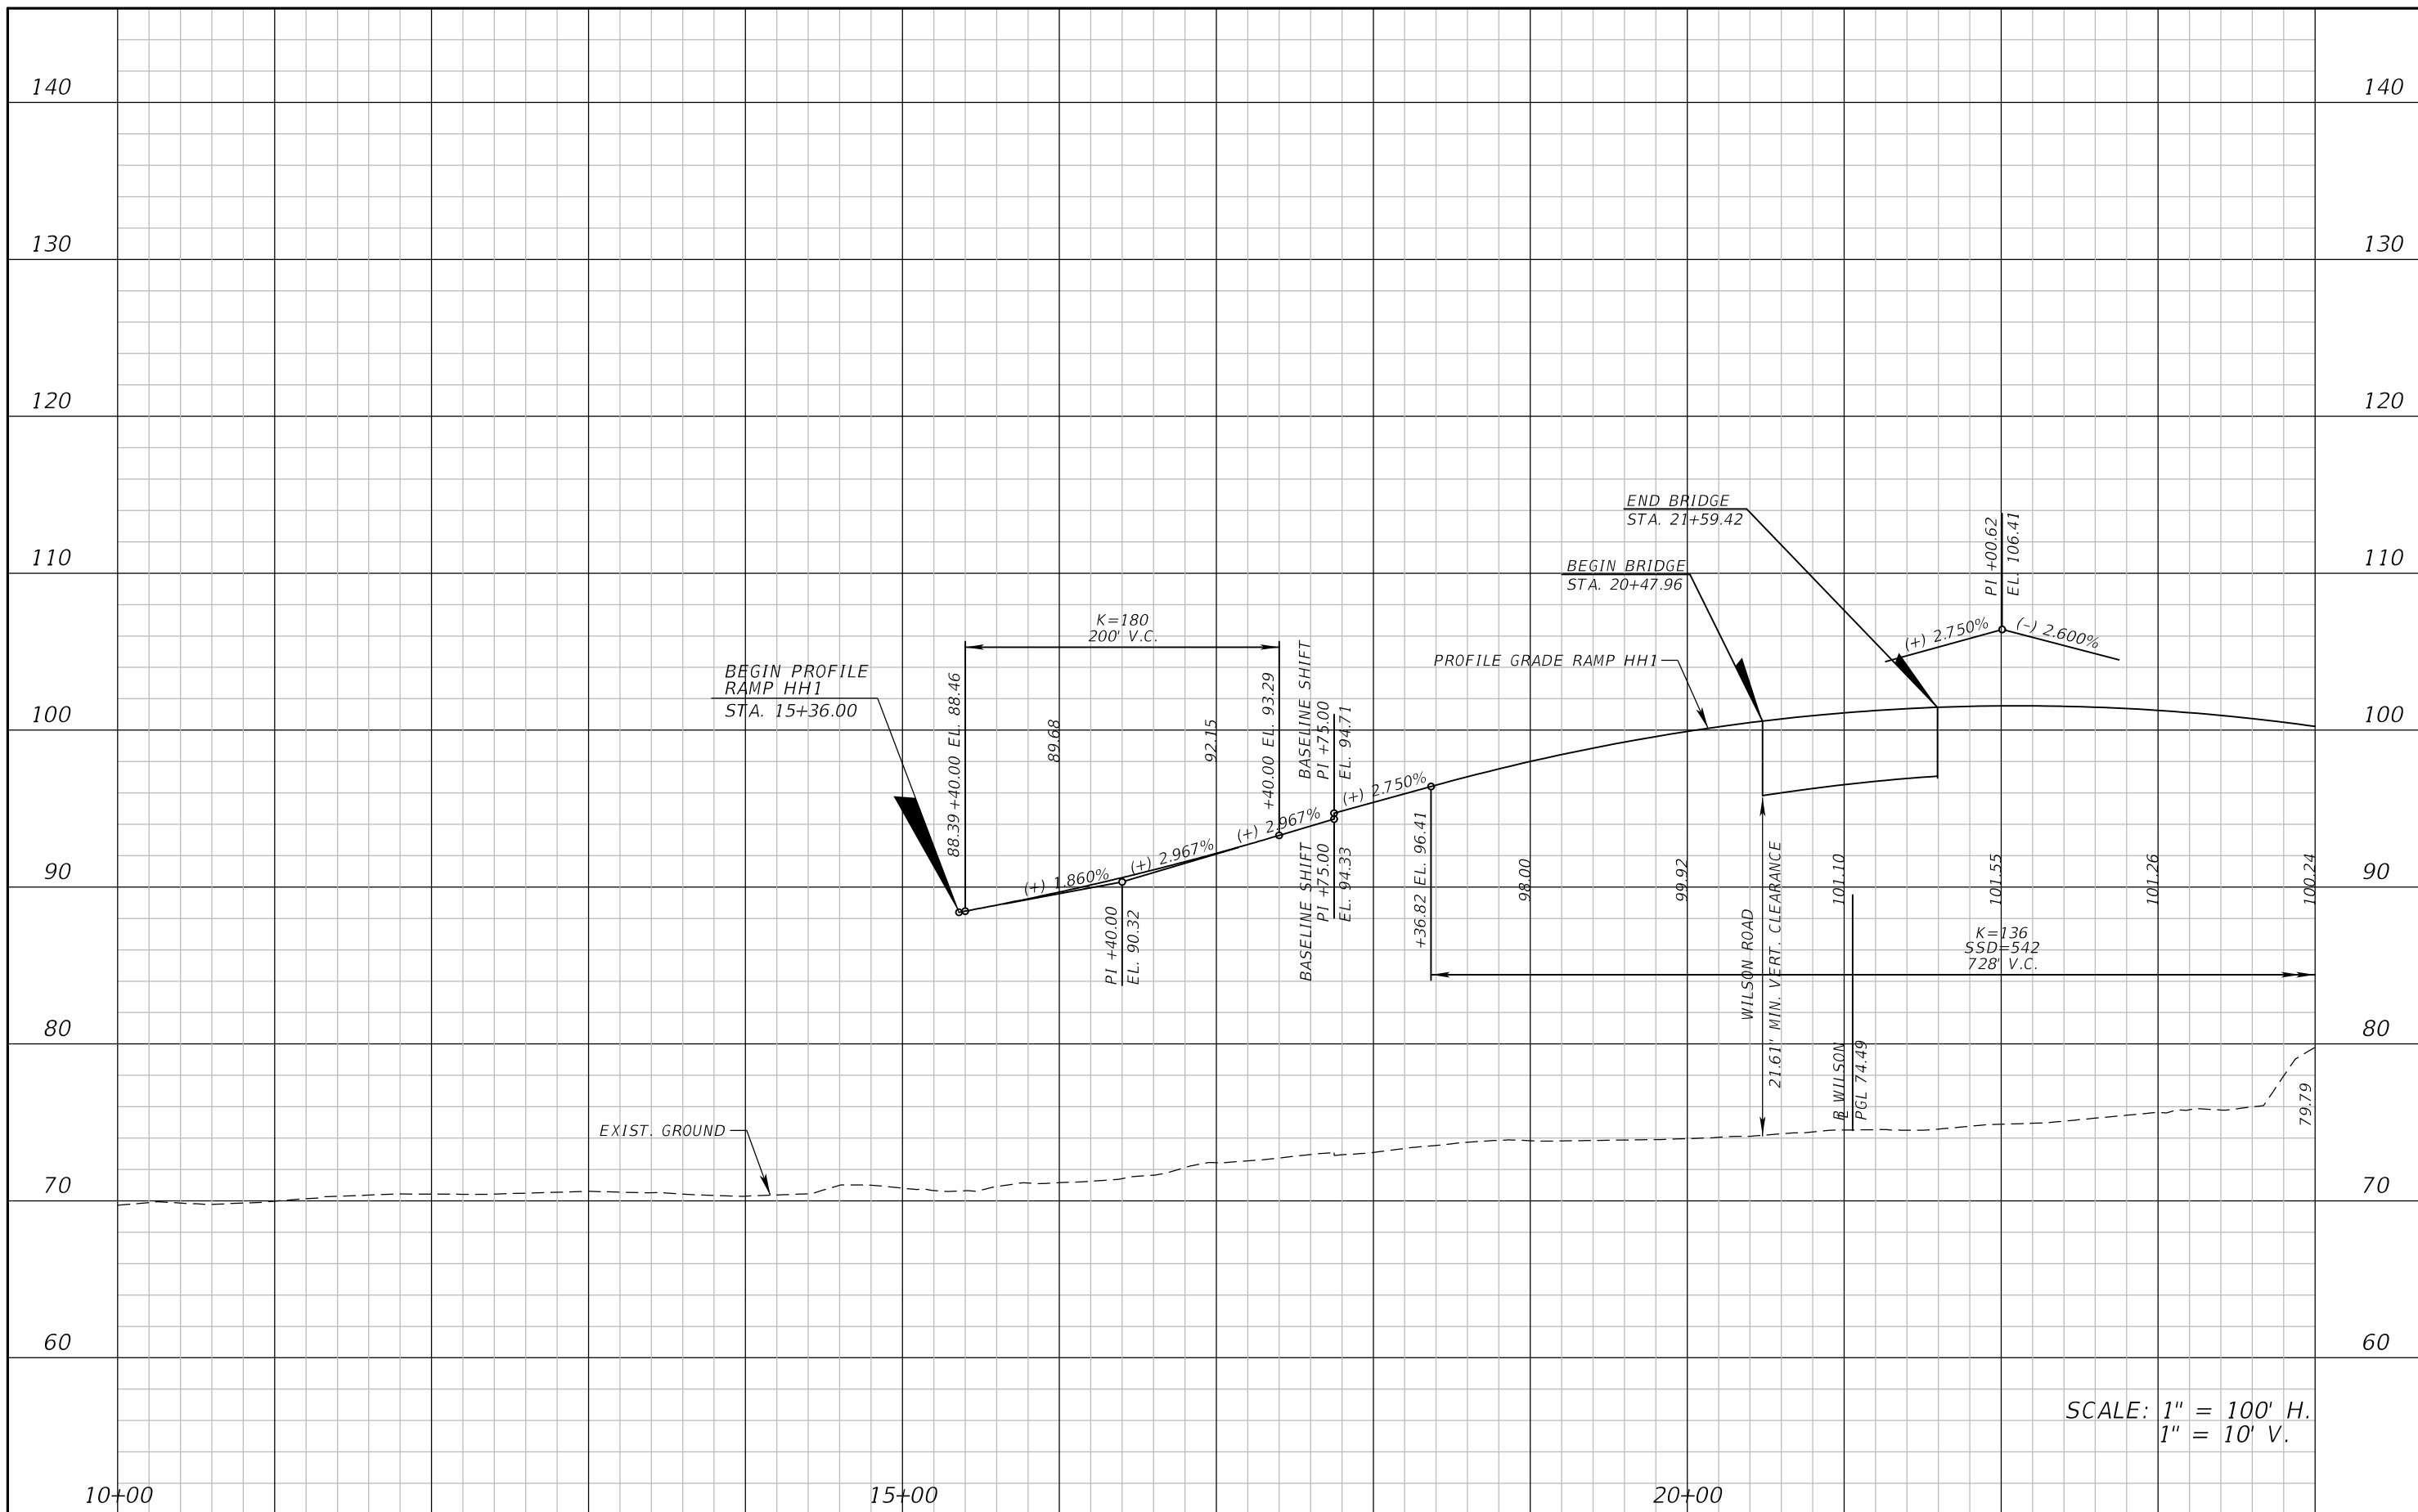 140
140
130
130
120
120
110
110
100
100
90
90
80
80
70
70
60
60
END BRIDGE
STA. 21+59.42
BEGIN BRIDGE
STA. 20+47.96
PI +00.62
EL. 106.41
(+) 2.750%
(-) 2.600%
K=180
200' V.C.
BEGIN PROFILE
RAMP HH1
STA. 15+36.00
88.39 +40.00 EL. 88.46
89.68
92.15
+40.00 EL. 93.29
BASELINE SHIFT
PI +75.00
EL. 94.71
PROFILE GRADE RAMP HH1
(+) 1.860%
(+) 2.967%
(+) 2.967%
(+) 2.750%
PI +40.00
EL. 90.32
BASELINE SHIFT
PI +75.00
EL. 94.33
+36.82 EL. 96.41
98.00
99.92
101.10
101.55
101.26
100.24
WILSON ROAD
21.61" MIN. VERT. CLEARANCE
K=136
SSD=542
728' V.C.
WILSON
PGL 74.49
79.79
EXIST. GROUND
SCALE: 1" = 100' H.
1" = 10' V.
10+00
15+00
20+00